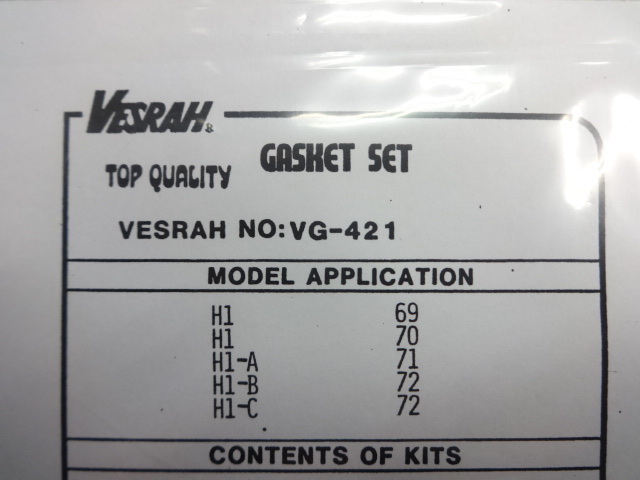 VESRAH®
TOP QUALITY GASKET SET
VESRAH NO:VG-421
MODEL APPLICATION
H1 69
H1 70
H1-A 71
H1-B 72
H1-C 72
CONTENTS OF KITS